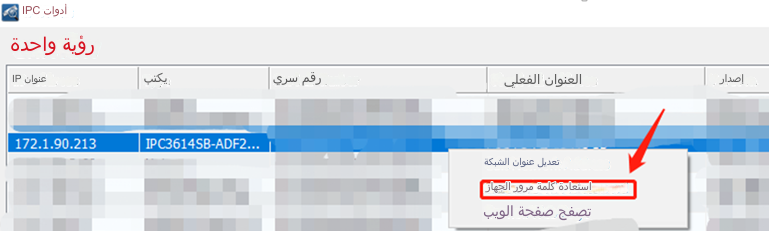 أدوات IPC
رؤية واحدة
عنوان IP يكتب رقم سري العنوان الفعلي إصدار
172.1.90.213 IPC3614SB-ADF2...
تعديل عنوان الشبكة
استعادة كلمة مرور الجهاز
تصفح صفحة الويب